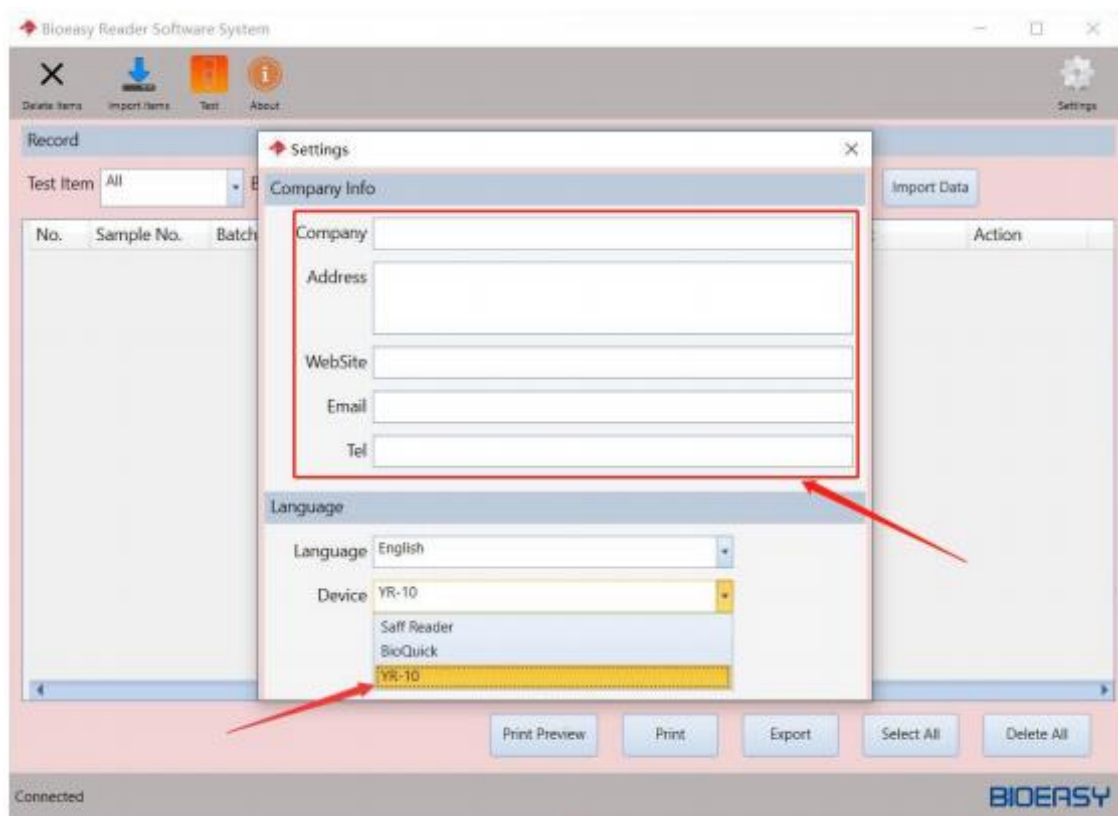 Bioeasy Reader Software System
Delete Items
Import Items
Test
About
Settings
Record
Test Item
All
Import Data
No.
Sample No.
Batch
Action
Settings
Company Info
Company
Address
WebSite
Email
Tel
Language
Language
English
Device
YR-10
Saff Reader
BioQuick
YR-10
Print Preview
Print
Export
Select All
Delete All
Connected
BIOEASY